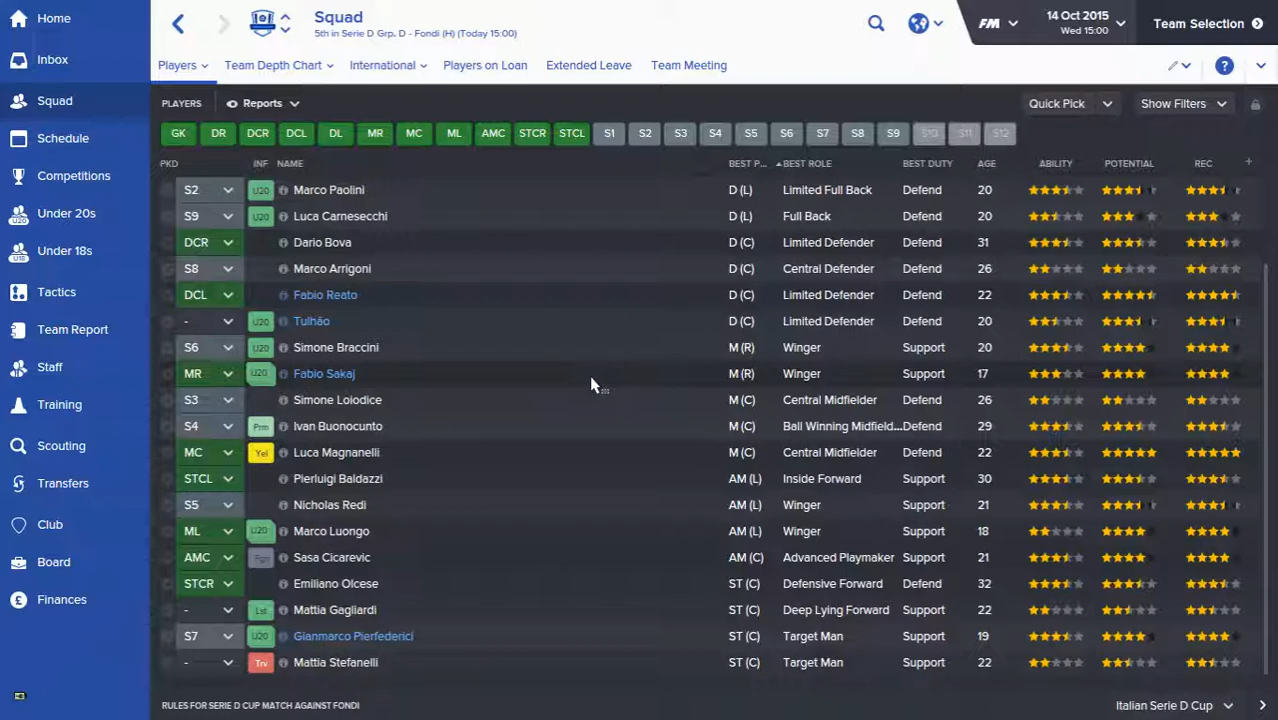 Home
Inbox
Squad
Schedule
Competitions
Under 20s
Under 18s
Tactics
Team Report
Staff
Training
Scouting
Transfers
Club
Board
Finances
Squad
5th in Serie D Grp. D - Fondi (H) (Today 15:00)
FM
14 Oct 2015
Wed 15:00
Team Selection
Players Team Depth Chart International Players on Loan Extended Leave Team Meeting
PLAYERS Reports Quick Pick Show Filters
GK DR DCR DCL DL MR MC ML AMC STCR STCL S1 S2 S3 S4 S5 S6 S7 S8 S9 S10 S11 S12
PKD INF NAME BEST P... BEST ROLE BEST DUTY AGE ABILITY POTENTIAL REC
S2 U20 Marco Paolini D (L) Limited Full Back Defend 20
S9 U20 Luca Carnesecchi D (L) Full Back Defend 20
DCR Dario Bova D (C) Limited Defender Defend 31
S8 Marco Arrigoni D (C) Central Defender Defend 26
DCL Fabio Reato D (C) Limited Defender Defend 22
- U20 Tulhão D (C) Limited Defender Defend 20
S6 U20 Simone Braccini M (R) Winger Support 20
MR U20 Fabio Sakaj M (R) Winger Support 17
S3 Simone Loiodice M (C) Central Midfielder Defend 26
S4 Prm Ivan Buonocunto M (C) Ball Winning Midfield... Defend 29
MC Yel Luca Magnanelli M (C) Central Midfielder Defend 22
STCL Pierluigi Baldazzi AM (L) Inside Forward Support 30
S5 Nicholas Redi AM (L) Winger Support 21
ML U20 Marco Luongo AM (L) Winger Support 18
AMC Fgn Sasa Cicarevic AM (C) Advanced Playmaker Support 21
STCR Emiliano Olcese ST (C) Defensive Forward Defend 32
- Lst Mattia Gagliardi ST (C) Deep Lying Forward Support 22
S7 U20 Gianmarco Pierfederici ST (C) Target Man Support 19
- Trv Mattia Stefanelli ST (C) Target Man Support 22
RULES FOR SERIE D CUP MATCH AGAINST FONDI Italian Serie D Cup